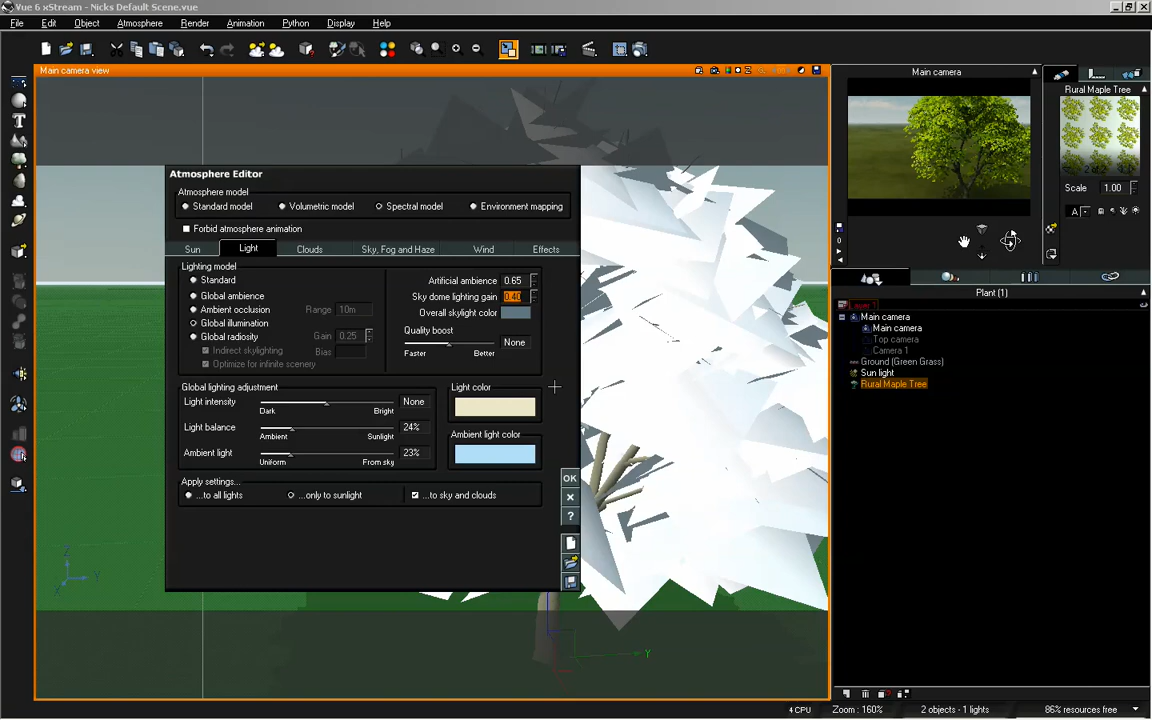 Vue 6 xStream - Nicks Default Scene.vue
File Edit Object Atmosphere Render Animation Python Display Help
Main camera view
Main camera
Rural Maple Tree
Scale 1.00
Atmosphere Editor
Atmosphere model
Standard model Volumetric model Spectral model Environment mapping
Forbid atmosphere animation
Sun Light Clouds Sky, Fog and Haze Wind Effects
Lighting model
Standard
Global ambience
Ambient occlusion Range 10m
Global illumination
Global radiosity Gain 0.25
Indirect skylighting Bias
Optimize for infinite scenery
Artificial ambience 0.65
Sky dome lighting gain 0.40
Overall skylight color
Quality boost
None
Faster Better
Global lighting adjustment
Light intensity None
Dark Bright
Light balance 24%
Ambient Sunlight
Ambient light 23%
Uniform From sky
Light color
Ambient light color
Apply settings...
...to all lights ...only to sunlight ...to sky and clouds
OK
?
Z
Y
X
Y
A
0
Plant (1)
Layer 1
Main camera
Main camera
Top camera
Camera 1
Ground (Green Grass)
Sun light
Rural Maple Tree
4 CPU Zoom : 160% 2 objects - 1 lights 86% resources free